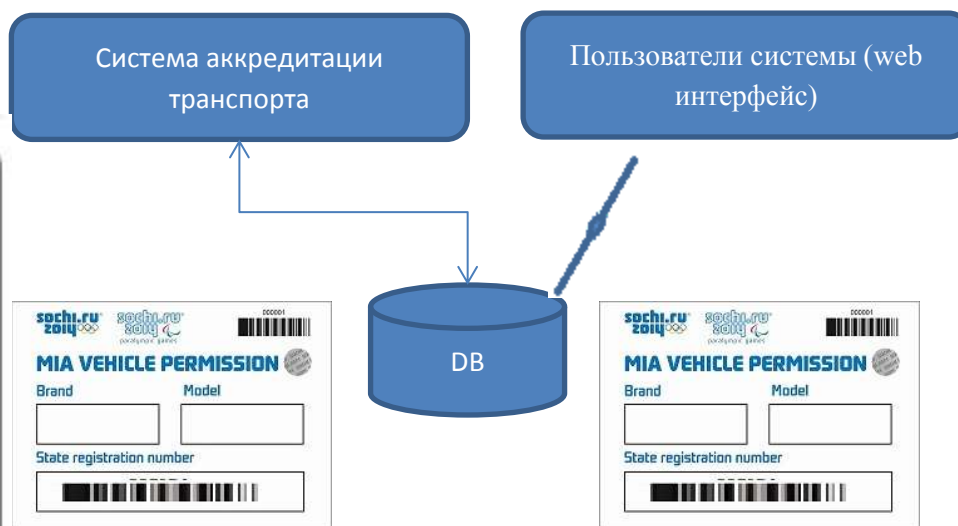 Система аккредитации
транспорта
Пользователи системы (web
интерфейс)
DB
sochi.ru
2014
sochi.ru
2014
paralympic games
000001
MIA VEHICLE PERMISSION
Brand
Model
State registration number
sochi.ru
2014
sochi.ru
2014
paralympic games
000001
MIA VEHICLE PERMISSION
Brand
Model
State registration number